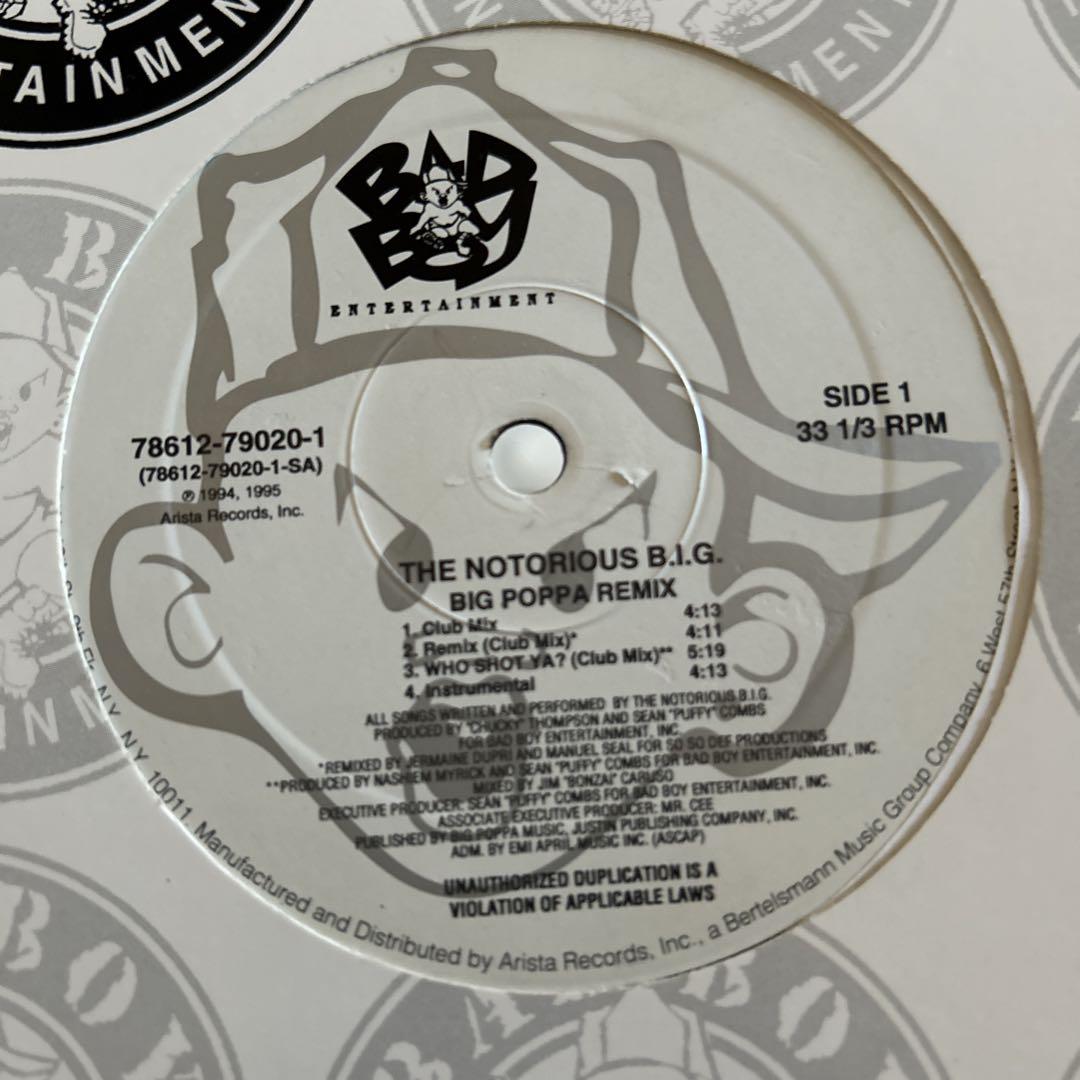 TAINMEN
MENT
BAD
BOY
ENTERTAINMENT
SIDE 1
33 1/3 RPM
78612-79020-1
(78612-79020-1-SA)
℗ 1994, 1995
Arista Records, Inc.
THE NOTORIOUS B.I.G.
BIG POPPA REMIX
1. Club Mix 4:13
2. Remix (Club Mix)* 4:11
3. WHO SHOT YA? (Club Mix)** 5:19
4. Instrumental 4:13
ALL SONGS WRITTEN AND PERFORMED BY THE NOTORIOUS B.I.G.
PRODUCED BY "CHUCKY" THOMPSON AND SEAN "PUFFY" COMBS
FOR BAD BOY ENTERTAINMENT, INC.
*REMIXED BY JERMAINE DUPRI AND MANUEL SEAL FOR SO SO DEF PRODUCTIONS
**PRODUCED BY NASHIEM MYRICK AND SEAN "PUFFY" COMBS FOR BAD BOY ENTERTAINMENT, INC.
MIXED BY JIM "BONZAI" CARUSO
EXECUTIVE PRODUCER: SEAN "PUFFY" COMBS FOR BAD BOY ENTERTAINMENT, INC.
ASSOCIATE EXECUTIVE PRODUCER: MR. CEE
PUBLISHED BY BIG POPPA MUSIC, JUSTIN PUBLISHING COMPANY, INC.
ADM. BY EMI APRIL MUSIC INC. (ASCAP)
UNAUTHORIZED DUPLICATION IS A
VIOLATION OF APPLICABLE LAWS
N.Y. N.Y. 10011 Manufactured and Distributed by Arista Records, Inc., a Bertelsmann Music Group Company, 6 West 57th Street,
B
BOY
BAD BOY